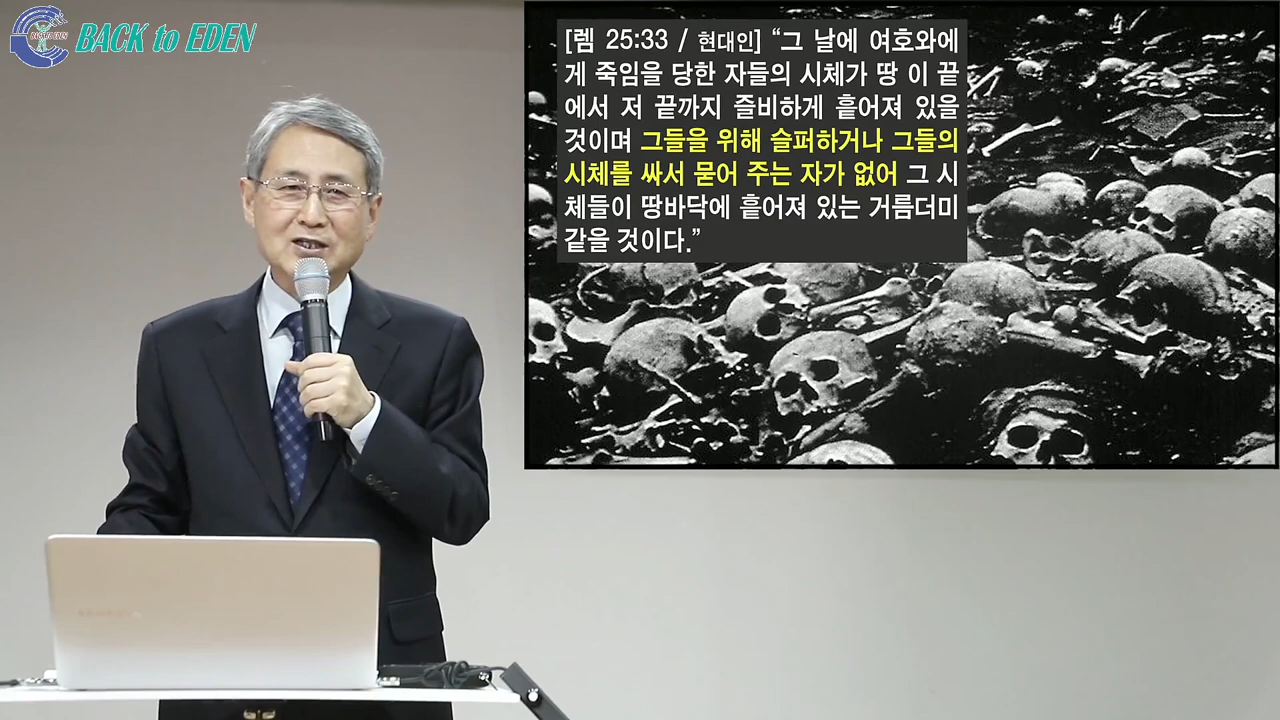 BACK to EDEN
[렘 25:33 / 현대인] “그 날에 여호와에
게 죽임을 당한 자들의 시체가 땅 이 끝
에서 저 끝까지 즐비하게 흩어져 있을
것이며 그들을 위해 슬퍼하거나 그들의
시체를 싸서 묻어 주는 자가 없어 그 시
체들이 땅바닥에 흩어져 있는 거름더미
같을 것이다.”